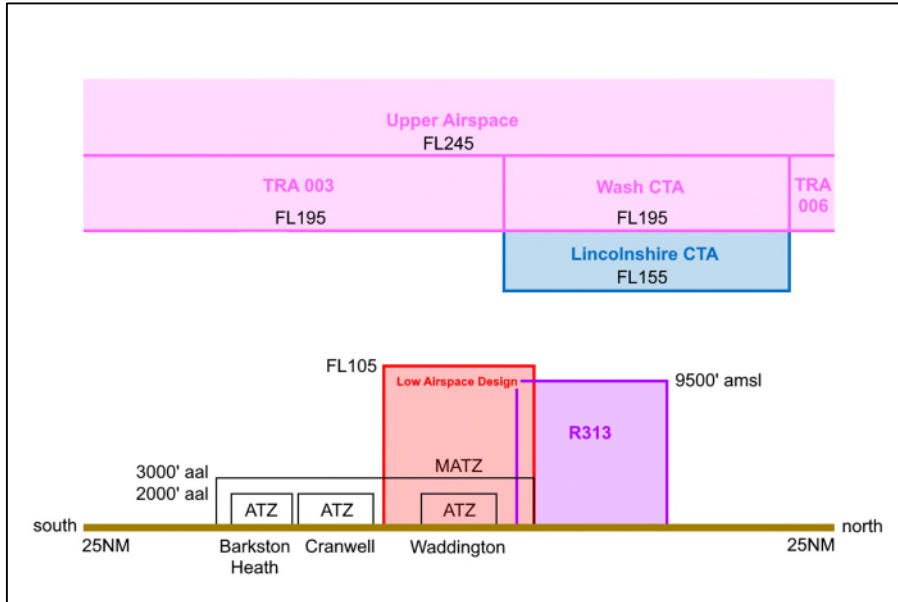 Upper Airspace
FL245
TRA 003
FL195
Wash CTA
FL195
TRA
006
Lincolnshire CTA
FL155
FL105
Low Airspace Design
9500' amsl
R313
3000' aal
MATZ
2000' aal
ATZ
ATZ
ATZ
south
north
25NM
Barkston
Heath
Cranwell
Waddington
25NM